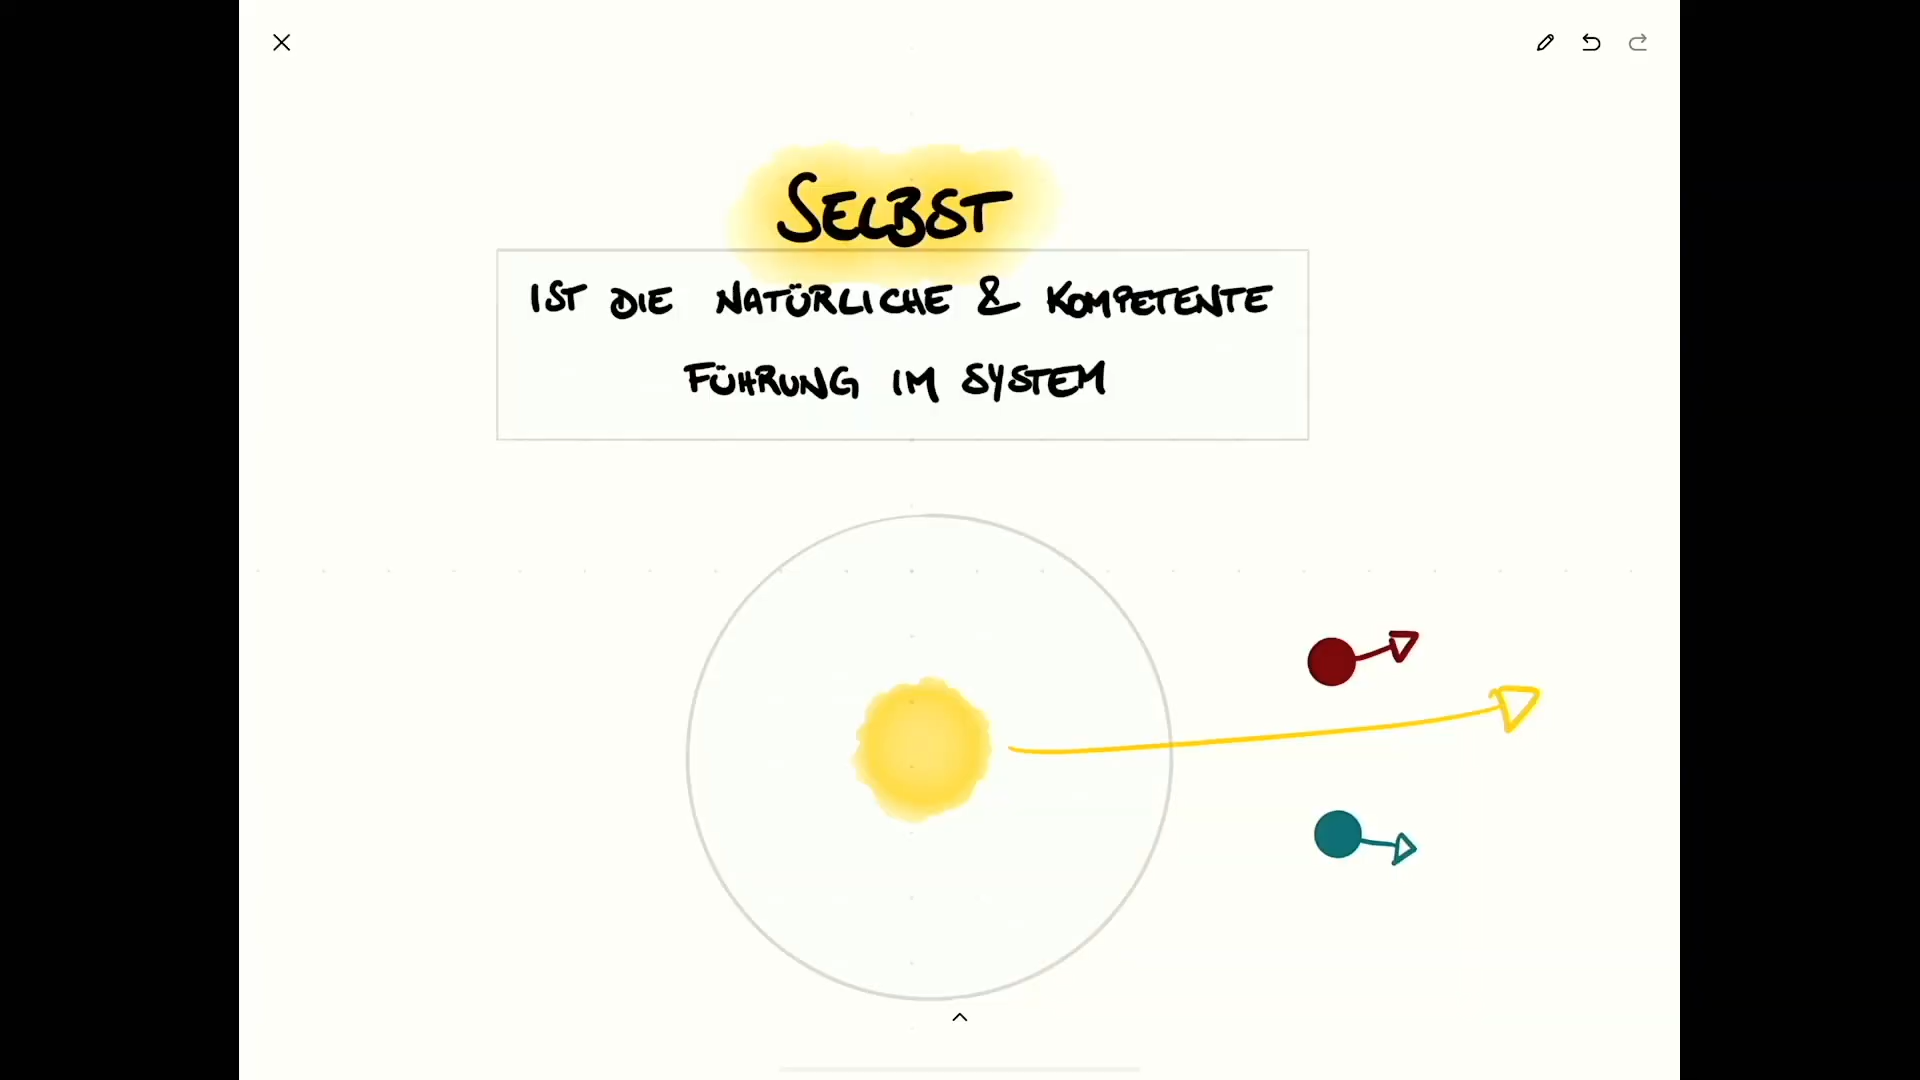 SELBST
IST DIE NATÜRLICHE & KOMPETENTE
FÜHRUNG IM SYSTEM